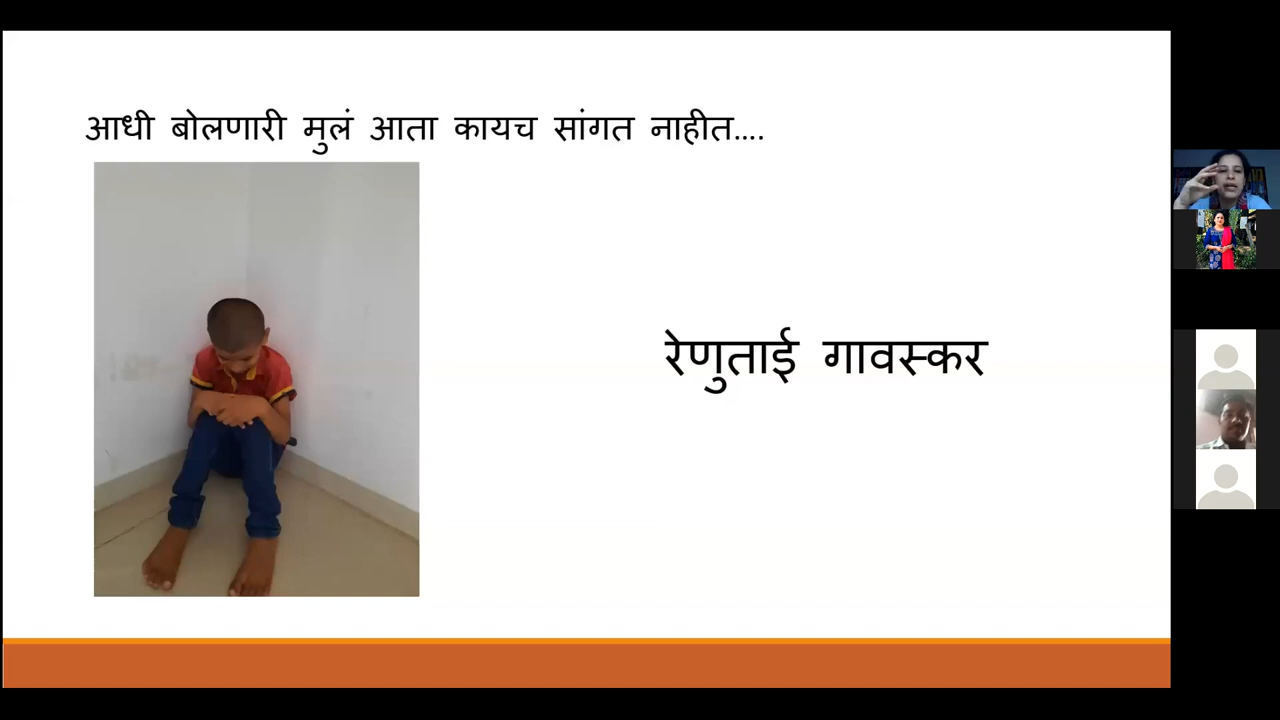 आधी बोलणारी मुलं आता कायच सांगत नाहीत....
रेणुताई गावस्कर